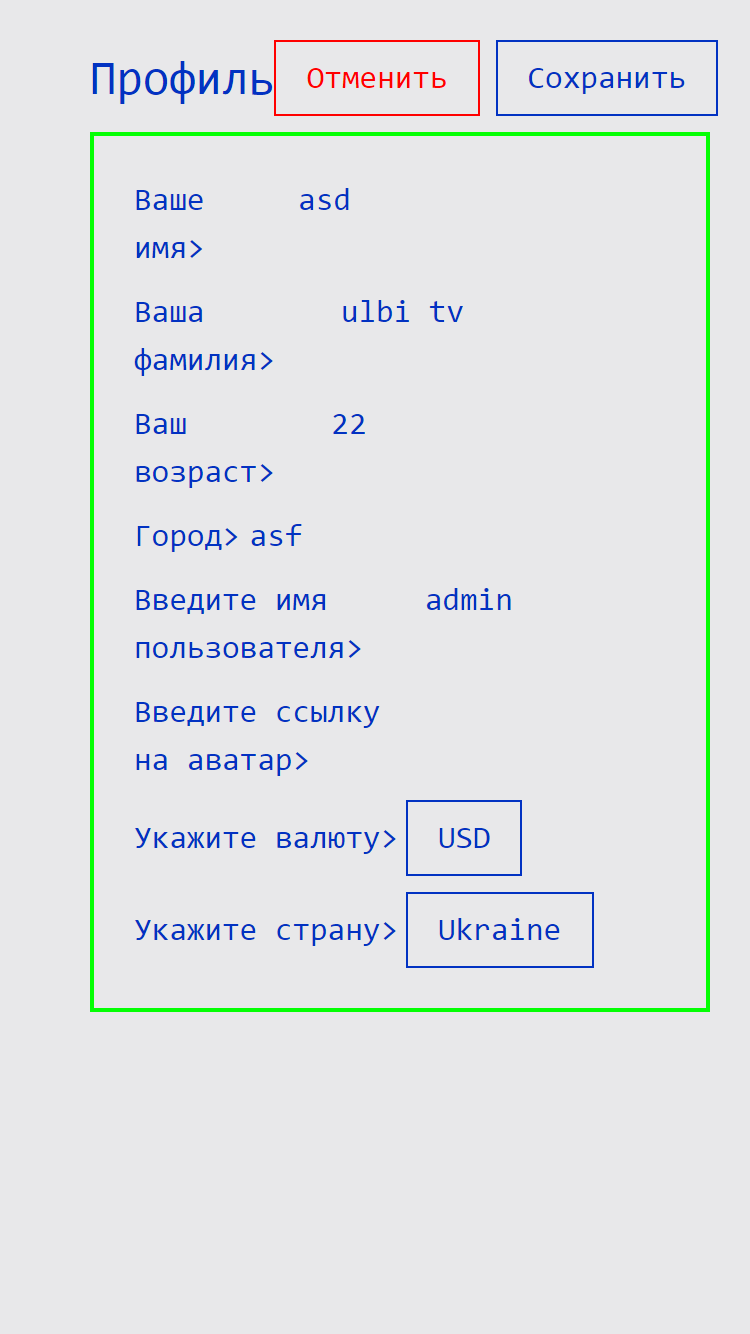 Профиль Отменить Сохранить
Ваше asd
имя>
Ваша ulbi tv
фамилия>
Ваш 22
возраст>
Город> asf
Введите имя admin
пользователя>
Введите ссылку
на аватар>
Укажите валюту> USD
Укажите страну> Ukraine